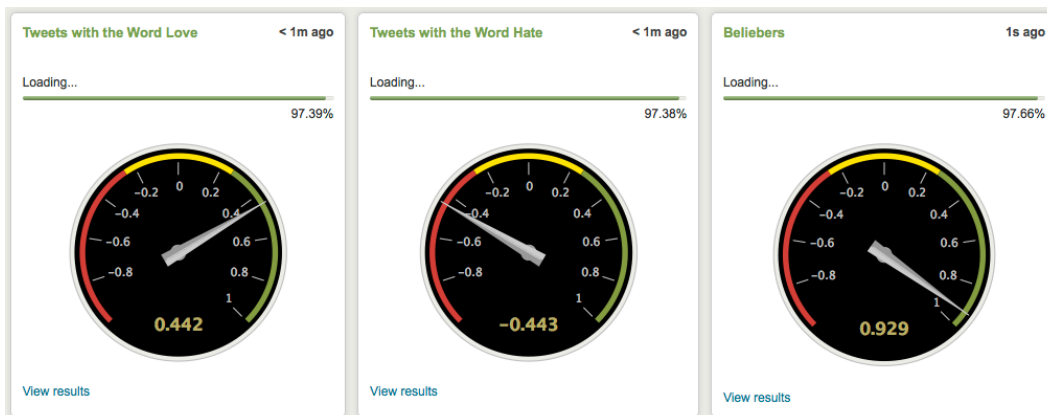 Tweets with the Word Love < 1m ago
Loading...
97.39%
0
-0.2 0.2
-0.4 0.4
-0.6 0.6
-0.8 0.8
1
0.442
View results
Tweets with the Word Hate < 1m ago
Loading...
97.38%
0
-0.2 0.2
-0.4 0.4
-0.6 0.6
-0.8 0.8
1
-0.443
View results
Beliebers 1s ago
Loading...
97.66%
0
-0.2 0.2
-0.4 0.4
-0.6 0.6
-0.8 0.8
1
0.929
View results